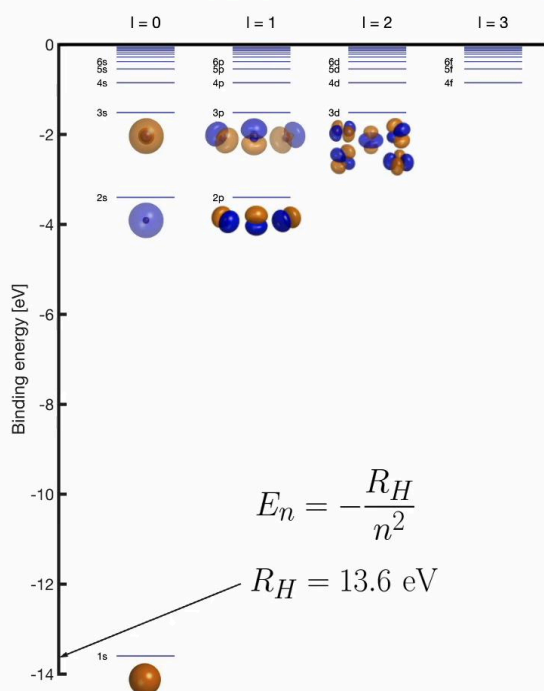 l = 0 l = 1 l = 2 l = 3
0
6s 6p 6d 6f
5s 5p 5d 5f
4s 4p 4d 4f
3s 3p 3d
-2
2s 2p
-4
-6
-8
-10
-12
-14
Binding energy [eV]
E_n = -\frac{R_H}{n^2}
R_H = 13.6 eV
1s